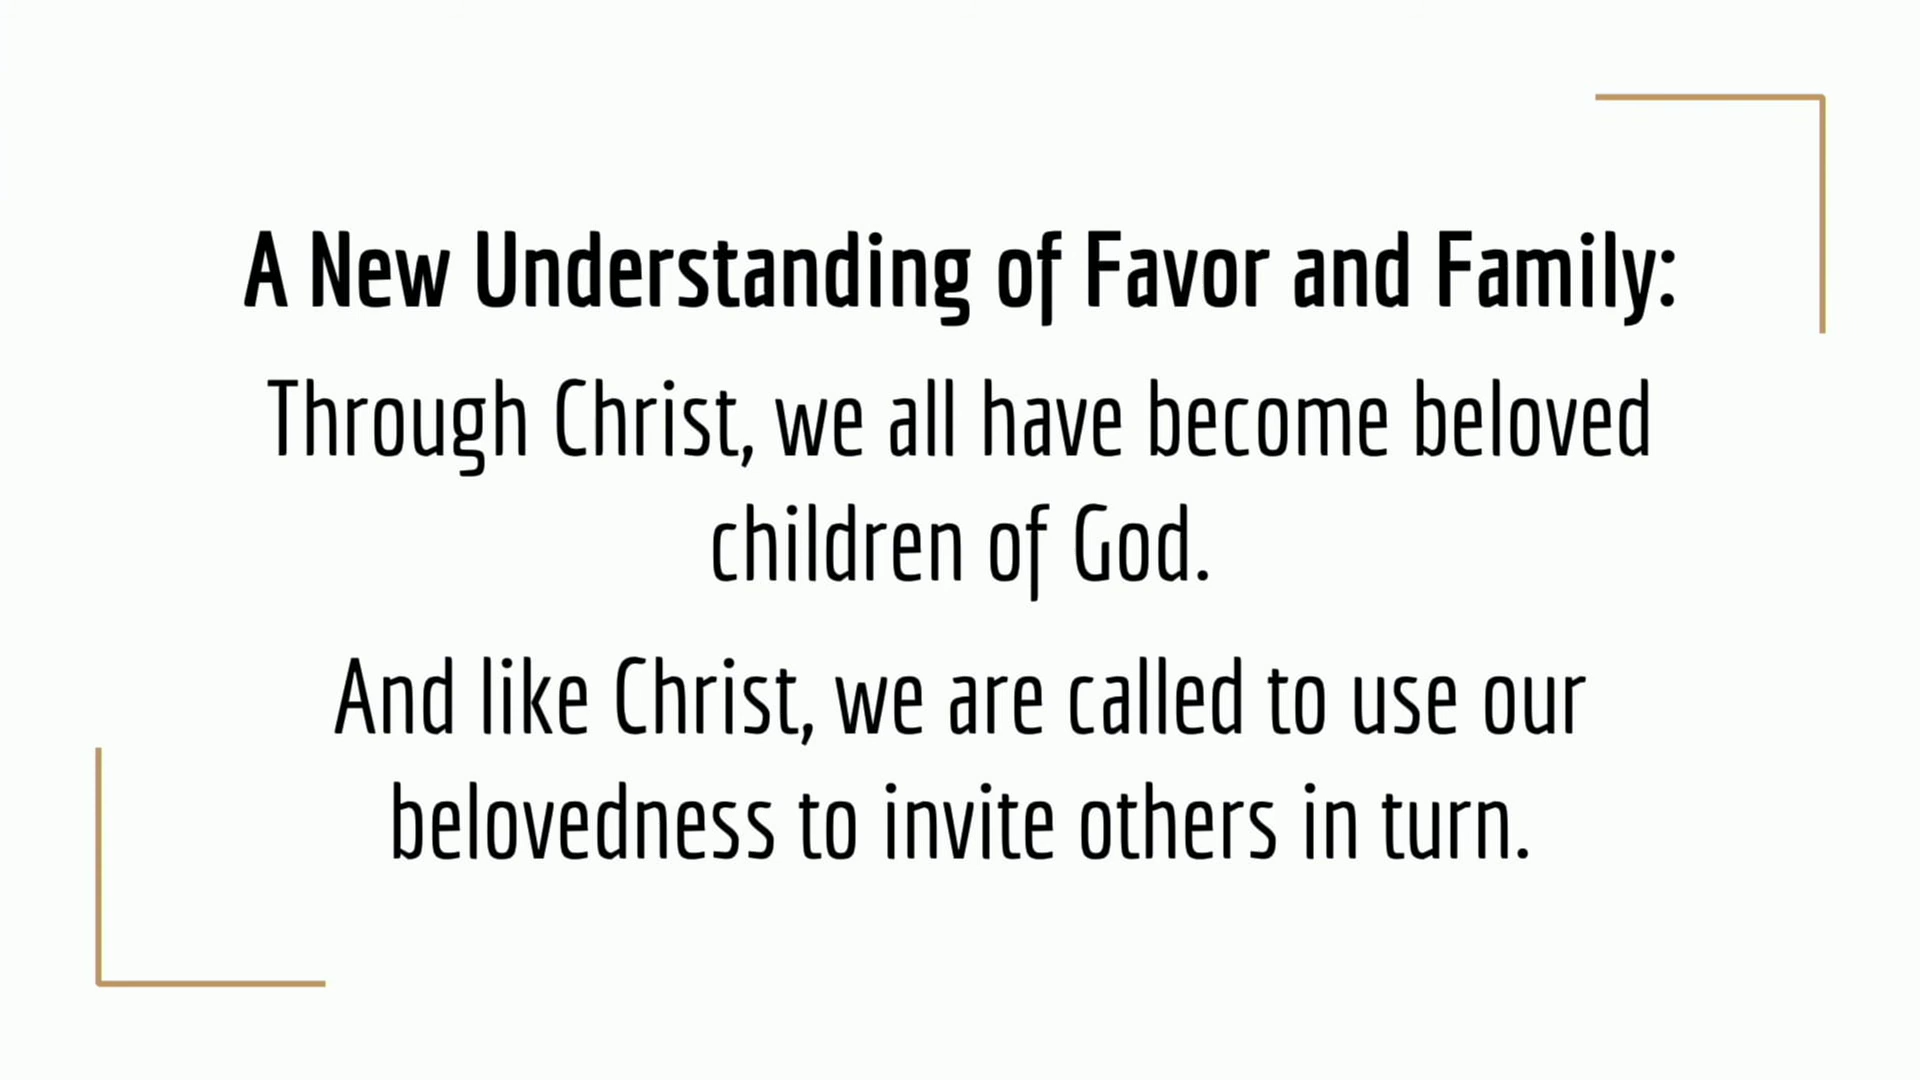 A New Understanding of Favor and Family:
Through Christ, we all have become beloved
children of God.
And like Christ, we are called to use our
belovedness to invite others in turn.